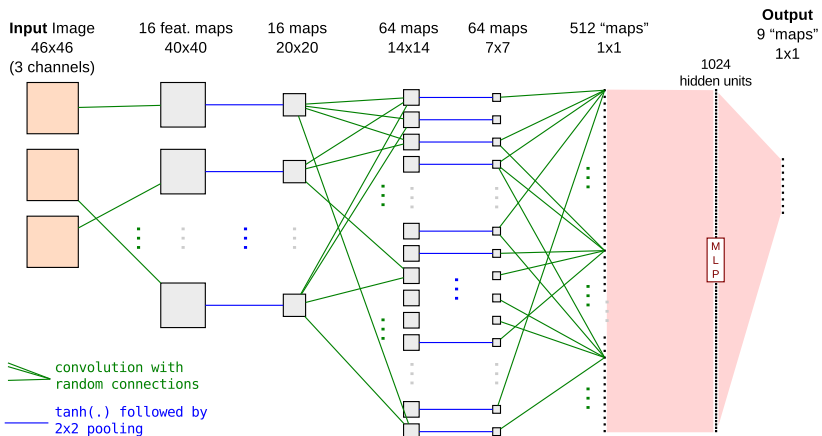 Input Image
46x46
(3 channels)
16 feat. maps
40x40
16 maps
20x20
64 maps
14x14
64 maps
7x7
512 “maps”
1x1
1024
hidden units
Output
9 “maps”
1x1
M
L
P
convolution with
random connections
tanh(.) followed by
2x2 pooling